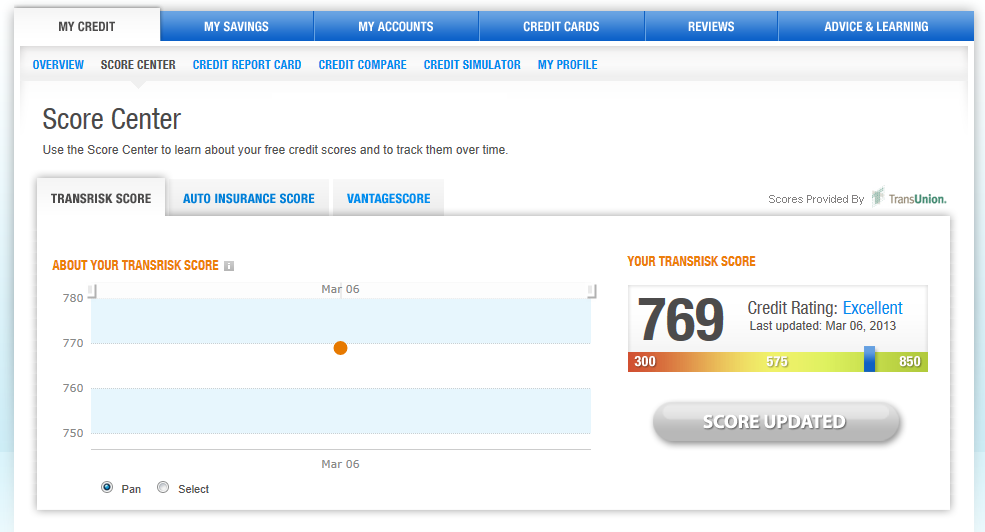 MY CREDIT MY SAVINGS MY ACCOUNTS CREDIT CARDS REVIEWS ADVICE & LEARNING
OVERVIEW SCORE CENTER CREDIT REPORT CARD CREDIT COMPARE CREDIT SIMULATOR MY PROFILE
Score Center
Use the Score Center to learn about your free credit scores and to track them over time.
TRANSRISK SCORE AUTO INSURANCE SCORE VANTAGESCORE
Scores Provided By TransUnion.
ABOUT YOUR TRANSRISK SCORE i
Mar 06
780
770
760
750
Mar 06
Pan Select
YOUR TRANSRISK SCORE
769
Credit Rating: Excellent
Last updated: Mar 06, 2013
300 575 850
SCORE UPDATED